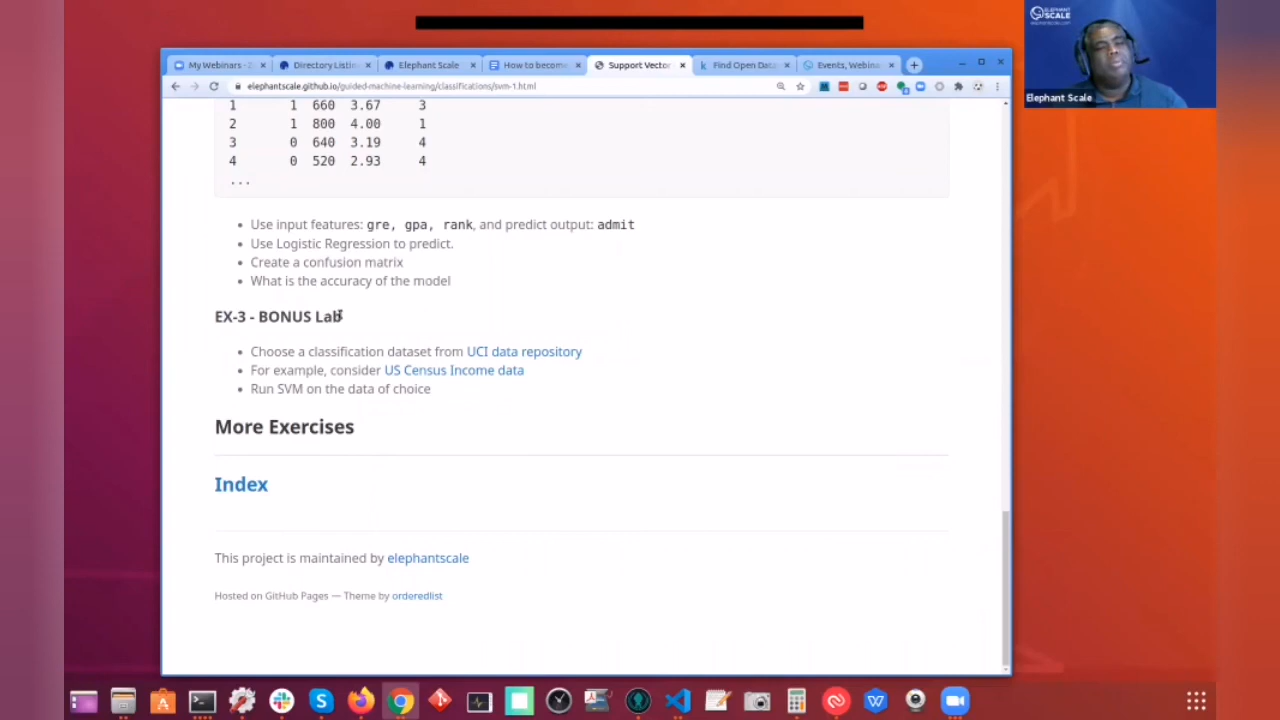 ELEPHANT
SCALE
Elephant Scale
My Webinars - Z
Directory Listin
Elephant Scale
How to become
Support Vector
Find Open Dat
Events, Webina
elephantscale.github.io/guided-machine-learning/classifications/svm-1.html
1 1 660 3.67 3
2 1 800 4.00 1
3 0 640 3.19 4
4 0 520 2.93 4
...
• Use input features: gre, gpa, rank, and predict output: admit
• Use Logistic Regression to predict.
• Create a confusion matrix
• What is the accuracy of the model
EX-3 - BONUS Lab
• Choose a classification dataset from UCI data repository
• For example, consider US Census Income data
• Run SVM on the data of choice
More Exercises
Index
This project is maintained by elephantscale
Hosted on GitHub Pages — Theme by orderedlist